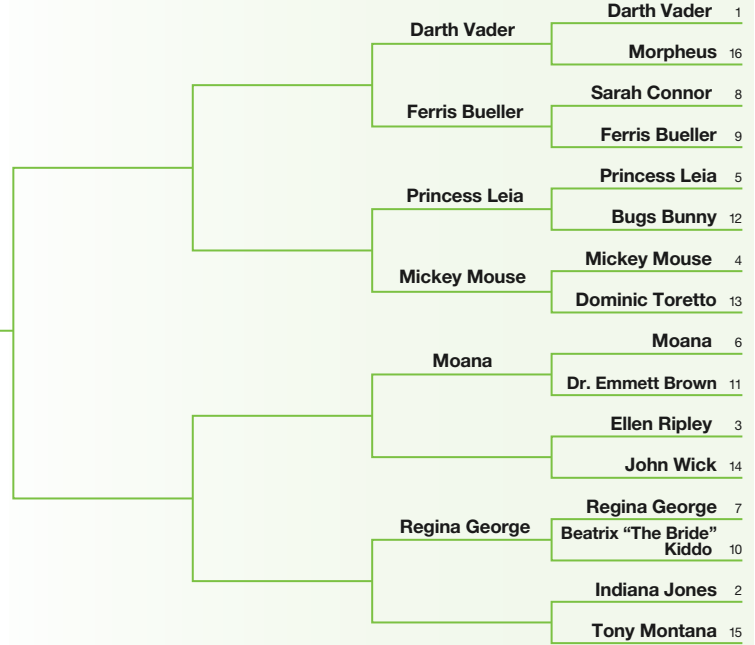 Darth Vader 1
Darth Vader
Morpheus 16
Sarah Connor 8
Ferris Bueller
Ferris Bueller 9
Princess Leia 5
Princess Leia
Bugs Bunny 12
Mickey Mouse 4
Mickey Mouse
Dominic Toretto 13
Moana 6
Moana
Dr. Emmett Brown 11
Ellen Ripley 3
John Wick 14
Regina George 7
Regina George
Beatrix “The Bride”
Kiddo 10
Indiana Jones 2
Tony Montana 15